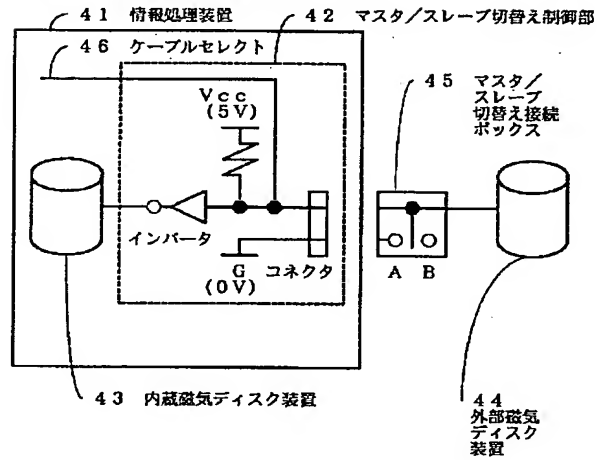 41 情報処理装置
42 マスタ/スレーブ切替え制御部
46 ケーブルセレクト
Vcc
(5V)
45 マスタ/
スレーブ
切替え接続
ボックス
インバータ
G
(0V)
コネクタ
A B
43 内蔵磁気ディスク装置
44
外部磁気
ディスク
装置